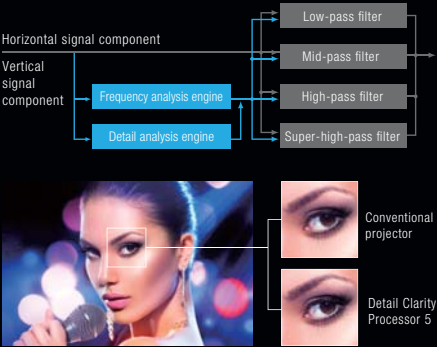 Low-pass filter
Horizontal signal component
Mid-pass filter
Vertical
signal
component
Frequency analysis engine
High-pass filter
Detail analysis engine
Super-high-pass filter
Conventional
projector
Detail Clarity
Processor 5